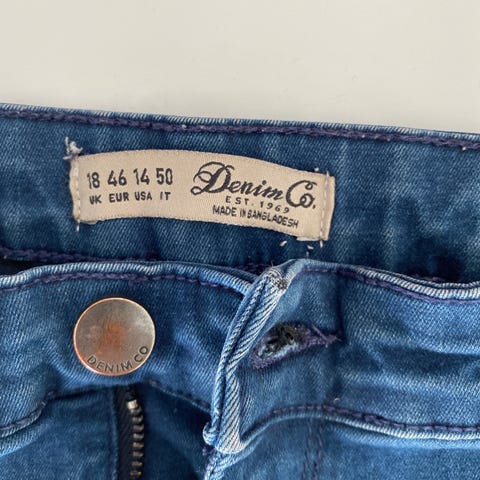 18 46 14 50
UK EUR USA IT
Denim Co.
EST. 1969
MADE IN BANGLADESH
DENIM CO